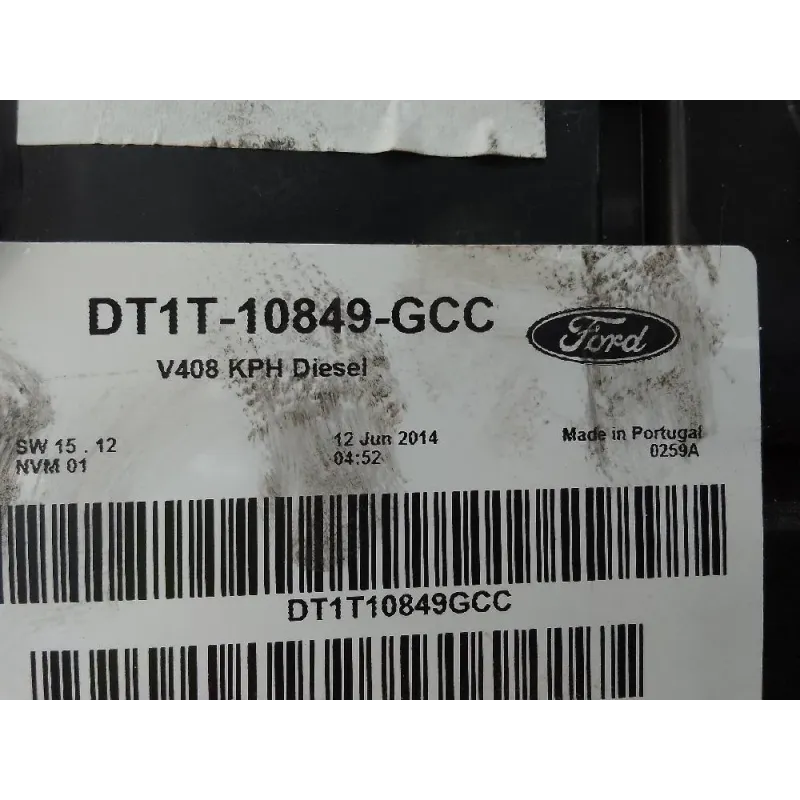 DT1T-10849-GCC
Ford
V408 KPH Diesel
SW 15 . 12
NVM 01
12 Jun 2014
04:52
Made in Portugal
0259A
DT1T10849GCC